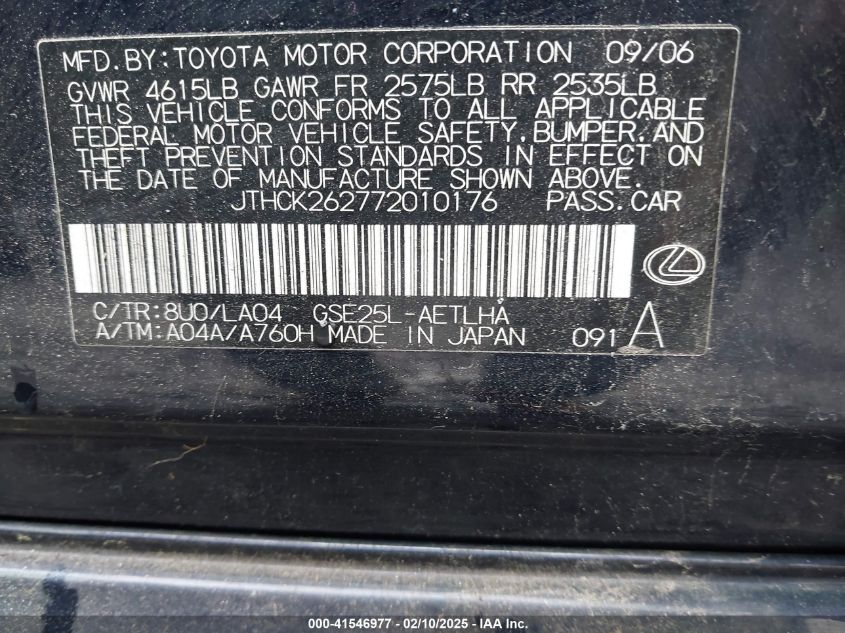 MFD.BY:TOYOTA MOTOR CORPORATION 09/06
GVWR 4615LB GAWR FR 2575LB RR 2535LB
THIS VEHICLE CONFORMS TO ALL APPLICABLE
FEDERAL MOTOR VEHICLE SAFETY,BUMPER,AND
THEFT PREVENTION STANDARDS IN EFFECT ON
THE DATE OF MANUFACTURE SHOWN ABOVE.
JTHCK262772010176 PASS.CAR
C/TR:8U0/LA04 GSE25L-AETLHA
A/TM:A04A/A760H MADE IN JAPAN 091 A
000-41546977 - 02/10/2025 - IAA, Inc.